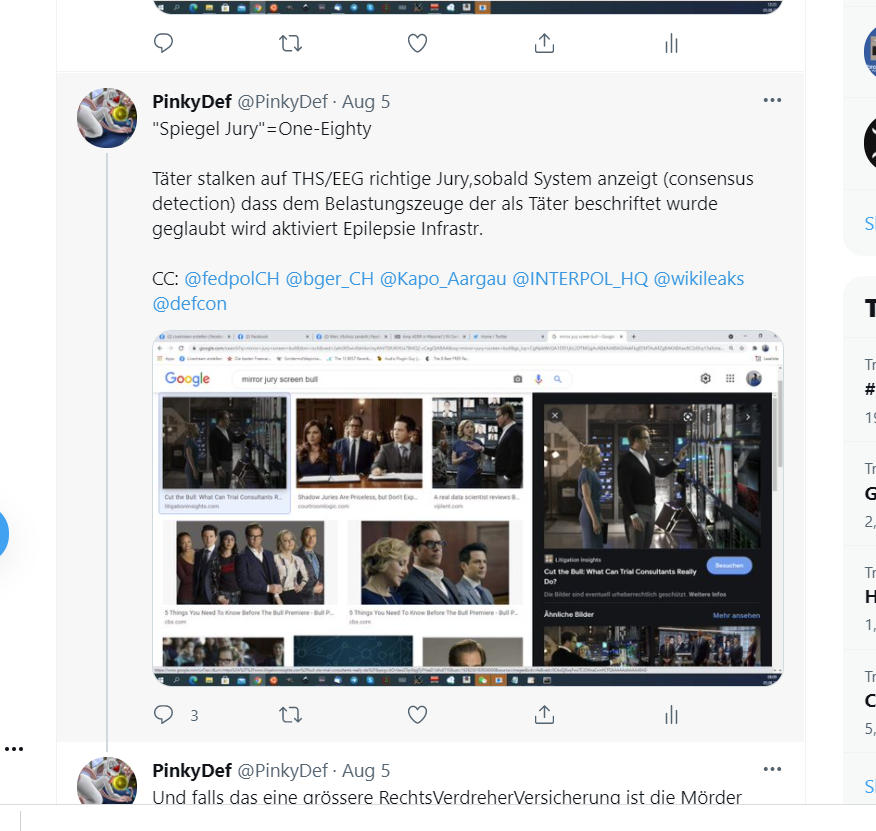 PinkyDef @PinkyDef · Aug 5
"Spiegel Jury"=One-Eighty
Täter stalken auf THS/EEG richtige Jury,sobald System anzeigt (consensus
detection) dass dem Belastungszeuge der als Täter beschriftet wurde
geglaubt wird aktiviert Epilepsie Infrastr.
CC: @fedpolCH @bger_CH @Kapo_Aargau @INTERPOL_HQ @wikileaks
@defcon
Google
mirror jury screen bull
Cut the Bull: What Can Trial Consultants R...
litigationinsights.com
Shadow Juries Are Priceless, but Don't Exp...
courtroomlogic.com
A real data scientist reviews B...
vijilent.com
5 Things You Need To Know Before The Bull Premiere - Bull P...
cbs.com
5 Things You Need To Know Before The Bull Premiere - Bull P...
cbs.com
Litigation Insights
Cut the Bull: What Can Trial Consultants Really
Do?
Besuchen
Die Bilder sind eventuell urheberrechtlich geschützt. Weitere Infos
Ähnliche Bilder
Mehr ansehen
3
PinkyDef @PinkyDef · Aug 5
Und falls das eine grössere RechtsVerdreherVersicherung ist die Mörder